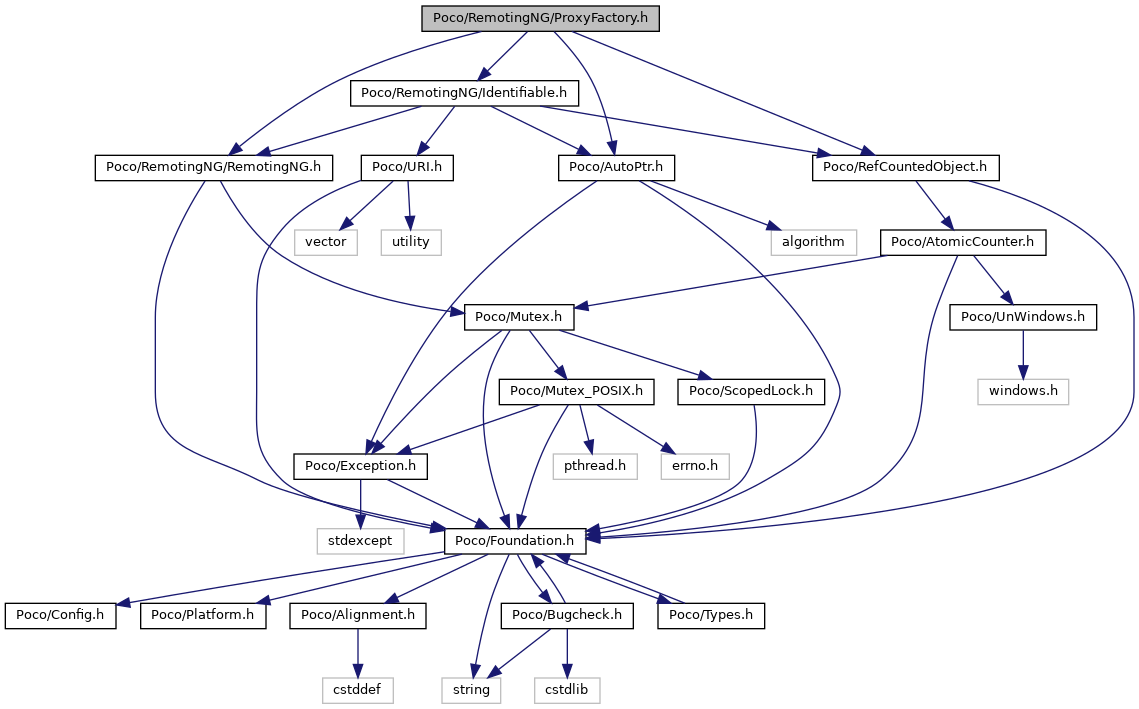 Poco/RemotingNG/ProxyFactory.h
Poco/RemotingNG/Identifiable.h
Poco/RemotingNG/RemotingNG.h
Poco/URI.h
Poco/AutoPtr.h
Poco/RefCountedObject.h
vector
utility
algorithm
Poco/AtomicCounter.h
Poco/Mutex.h
Poco/UnWindows.h
Poco/Mutex_POSIX.h
Poco/ScopedLock.h
windows.h
Poco/Exception.h
pthread.h
errno.h
stdexcept
Poco/Foundation.h
Poco/Config.h
Poco/Platform.h
Poco/Alignment.h
Poco/Bugcheck.h
Poco/Types.h
cstddef
string
cstdlib